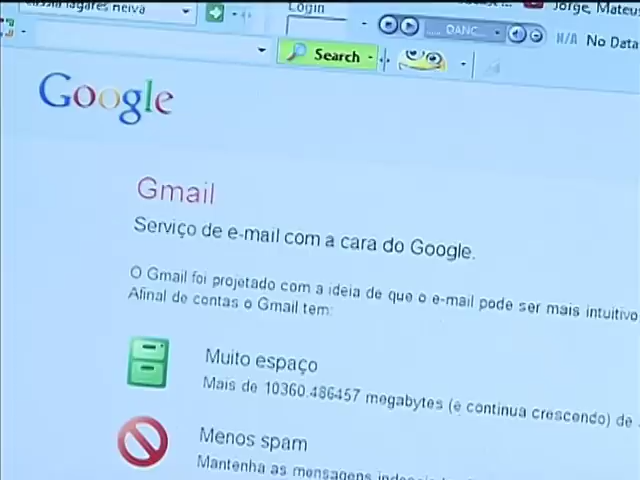 Login
Jorge, Mateus
DANC...
N/A No Data
Search
Google
Gmail
Serviço de e-mail com a cara do Google.
O Gmail foi projetado com a ideia de que o e-mail pode ser mais intuitivo
Afinal de contas o Gmail tem:
Muito espaço
Mais de 10360.486457 megabytes (e continua crescendo) de
Menos spam
Mantenha as mensagens